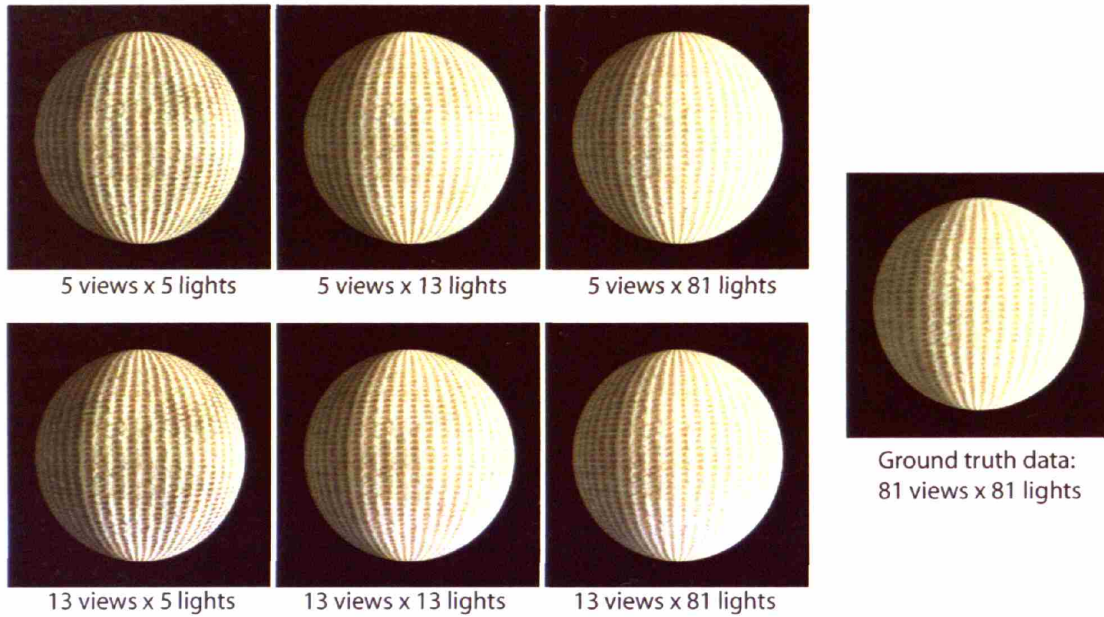 5 views x 5 lights
5 views x 13 lights
5 views x 81 lights
Ground truth data:
81 views x 81 lights
13 views x 5 lights
13 views x 13 lights
13 views x 81 lights